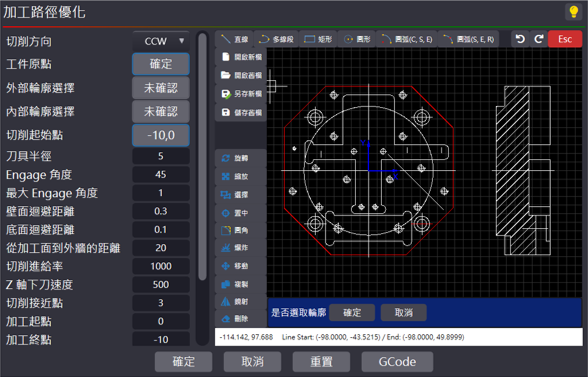 加工路徑優化
切削方向 CCW
工件原點 確定
外部輪廓選擇 未確認
內部輪廓選擇 未確認
切削起始點 -10,0
刀具半徑 5
Engage 角度 45
最大 Engage 角度 1
壁面迴避距離 0.3
底面迴避距離 0.1
從加工面到外牆的距離 20
切削進給率 1000
Z 軸下刀速度 500
切削接近點 3
加工起點 0
加工終點 -10
直線 多線段 矩形 圓形 圓弧(C, S, E) 圓弧(S, E, R) Esc
開啟新檔
開啟舊檔
另存新檔
儲存舊檔
旋轉
縮放
選擇
置中
圓角
爆炸
移動
複製
鏡射
刪除
是否選取輪廓 確定 取消
-114.142, 97.688 Line Start: (-98.0000, -43.5215) / End: (-98.0000, 49.8999)
確定 取消 重置 GCode